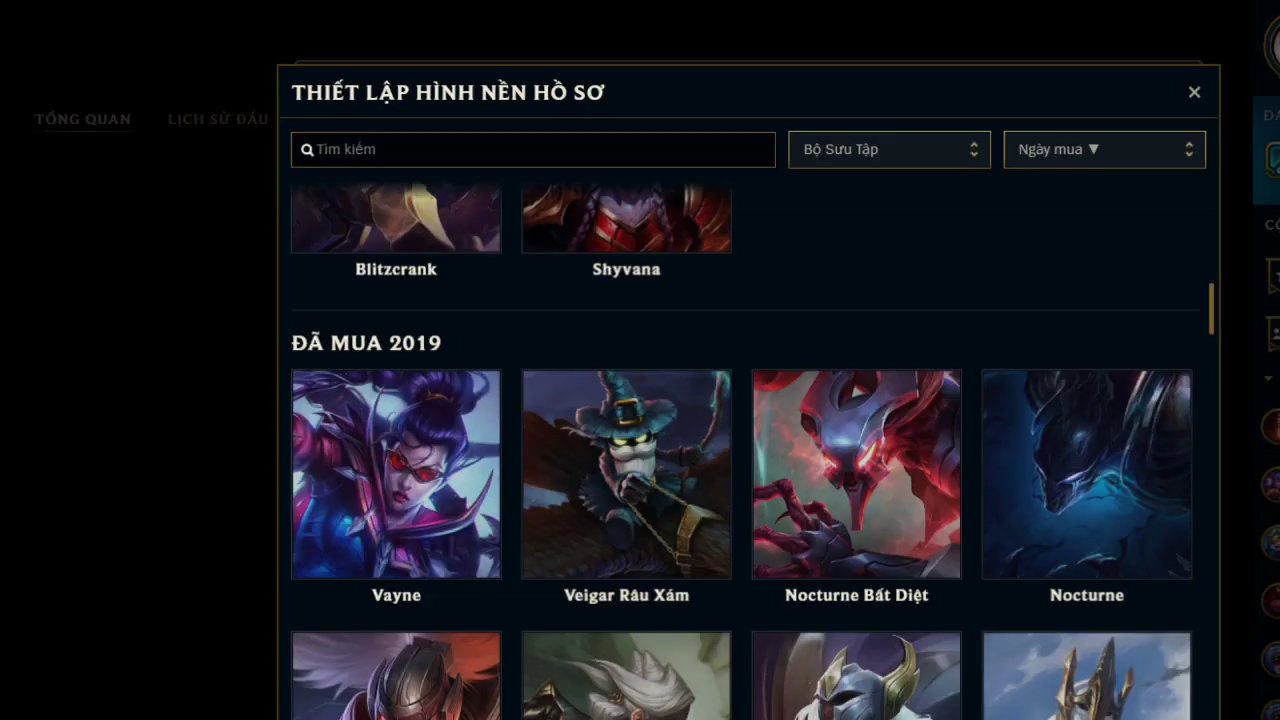 THIẾT LẬP HÌNH NỀN HỒ SƠ
TỔNG QUAN
LỊCH SỬ ĐẤU
Tìm kiếm
Bộ Sưu Tập
Ngày mua ▼
Blitzcrank
Shyvana
ĐÃ MUA 2019
Vayne
Veigar Râu Xám
Nocturne Bất Diệt
Nocturne